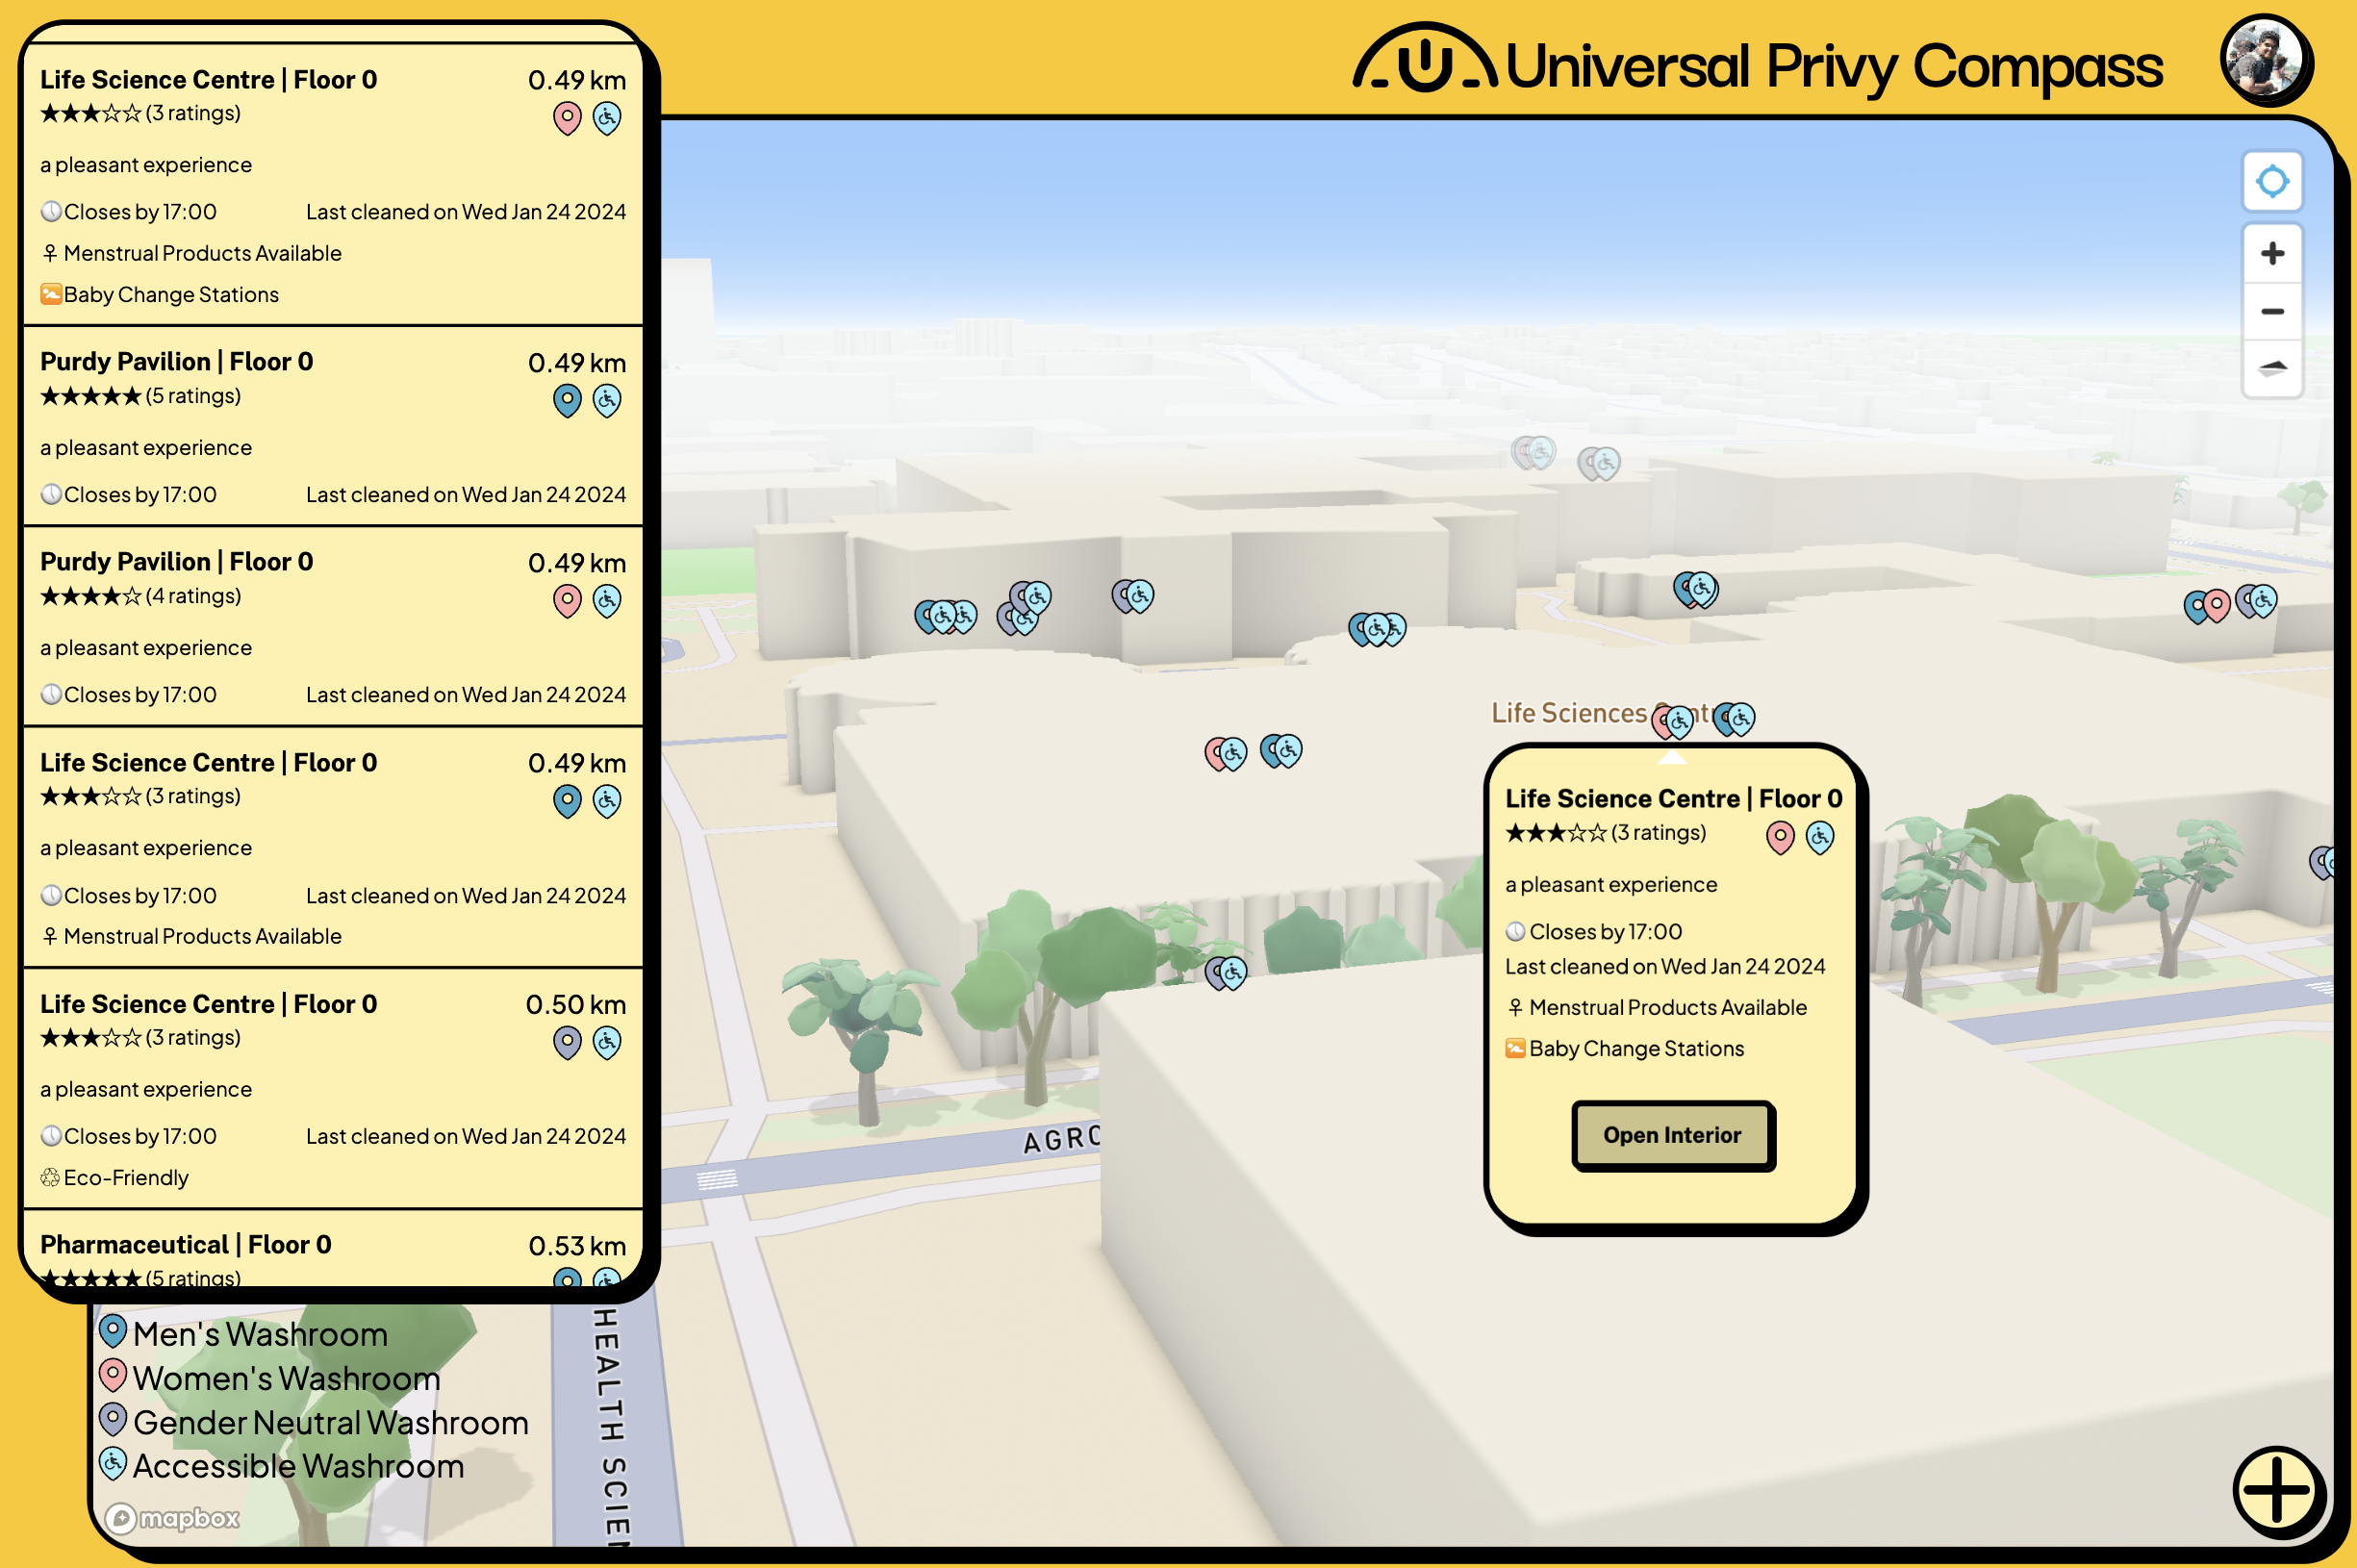 Universal Privy Compass
Life Science Centre | Floor 0
0.49 km
★★★☆☆ (3 ratings)
a pleasant experience
Closes by 17:00
Last cleaned on Wed Jan 24 2024
Menstrual Products Available
Baby Change Stations
Purdy Pavilion | Floor 0
0.49 km
★★★★★ (5 ratings)
a pleasant experience
Closes by 17:00
Last cleaned on Wed Jan 24 2024
Purdy Pavilion | Floor 0
0.49 km
★★★★☆ (4 ratings)
a pleasant experience
Closes by 17:00
Last cleaned on Wed Jan 24 2024
Life Science Centre | Floor 0
0.49 km
★★★☆☆ (3 ratings)
a pleasant experience
Closes by 17:00
Last cleaned on Wed Jan 24 2024
Menstrual Products Available
Life Science Centre | Floor 0
0.50 km
★★★☆☆ (3 ratings)
a pleasant experience
Closes by 17:00
Last cleaned on Wed Jan 24 2024
Eco-Friendly
Pharmaceutical | Floor 0
0.53 km
★★★★★ (5 ratings)
Life Sciences
Life Science Centre | Floor 0
★★★☆☆ (3 ratings)
a pleasant experience
Closes by 17:00
Last cleaned on Wed Jan 24 2024
Menstrual Products Available
Baby Change Stations
Open Interior
AGRO
HEALTH SCIEN
Men's Washroom
Women's Washroom
Gender Neutral Washroom
Accessible Washroom
mapbox